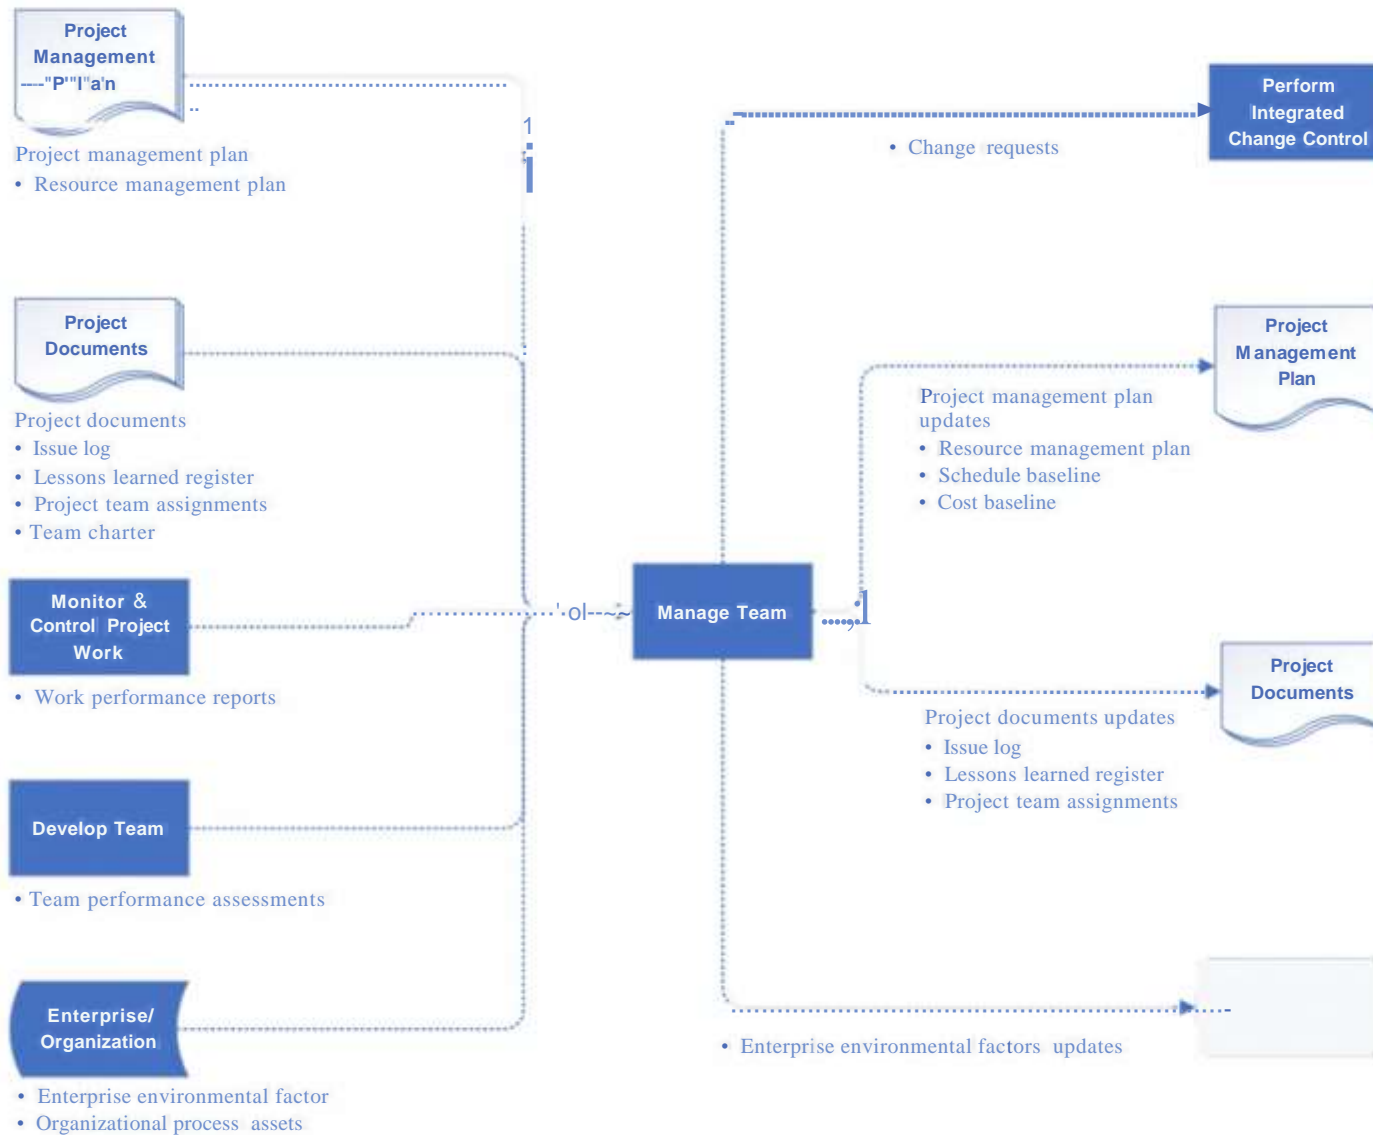 Project
Management
----"P'"l"a'n
Project management plan
• Resource management plan
Project
Documents
Project documents
• Issue log
• Lessons learned register
• Project team assignments
• Team charter
Monitor &
Control Project
Work
• Work performance reports
Develop Team
• Team performance assessments
Enterprise/
Organization
• Enterprise environmental factor
• Organizational process assets
Manage Team
Perform
Integrated
Change Control
• Change requests
Project
Management
Plan
Project management plan
updates
• Resource management plan
• Schedule baseline
• Cost baseline
Project
Documents
Project documents updates
• Issue log
• Lessons learned register
• Project team assignments
• Enterprise environmental factors updates